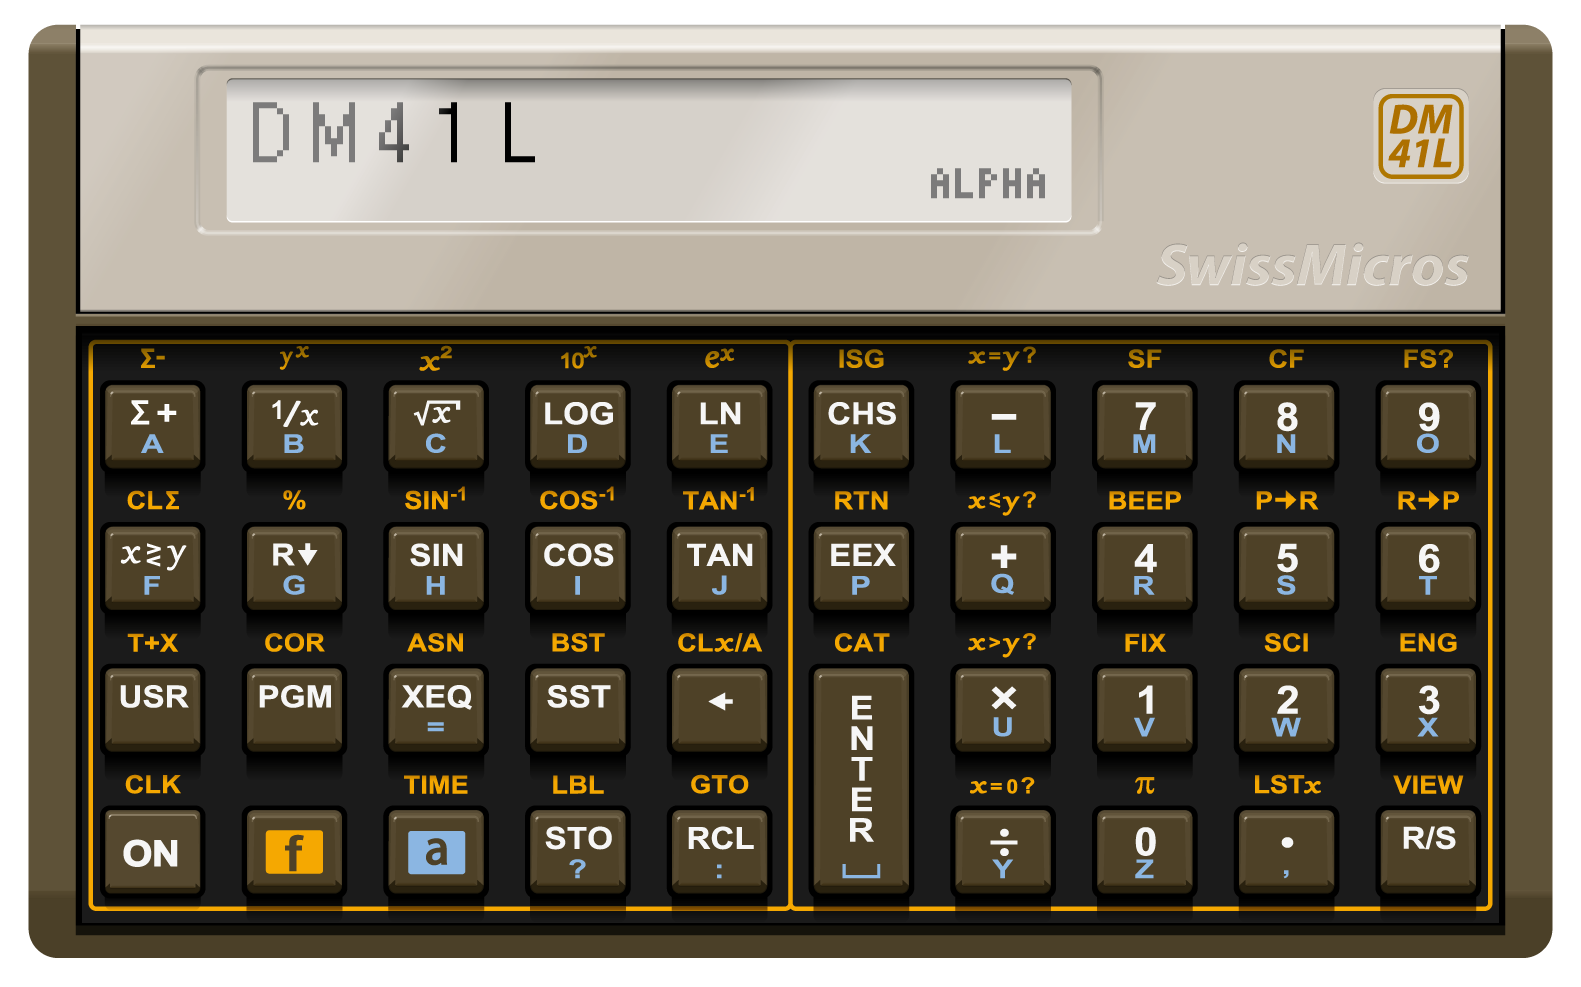 DM41L
ALPHA
DM
41L
SwissMicros
Σ- yˣ x² 10ˣ eˣ ISG x=y? SF CF FS?
Σ+ 1/x √x LOG LN CHS − 7 8 9
A B C D E K L M N O
CLΣ % SIN⁻¹ COS⁻¹ TAN⁻¹ RTN x≤y? BEEP P→R R→P
x≷y R↓ SIN COS TAN EEX + 4 5 6
F G H I J P Q R S T
T+X COR ASN BST CLx/A CAT x>y? FIX SCI ENG
USR PGM XEQ SST ← ENTER × 1 2 3
= U V W X
CLK TIME LBL GTO x=0? π LSTx VIEW
ON f a STO RCL ÷ 0 . R/S
? : ⎵ Y Z ,